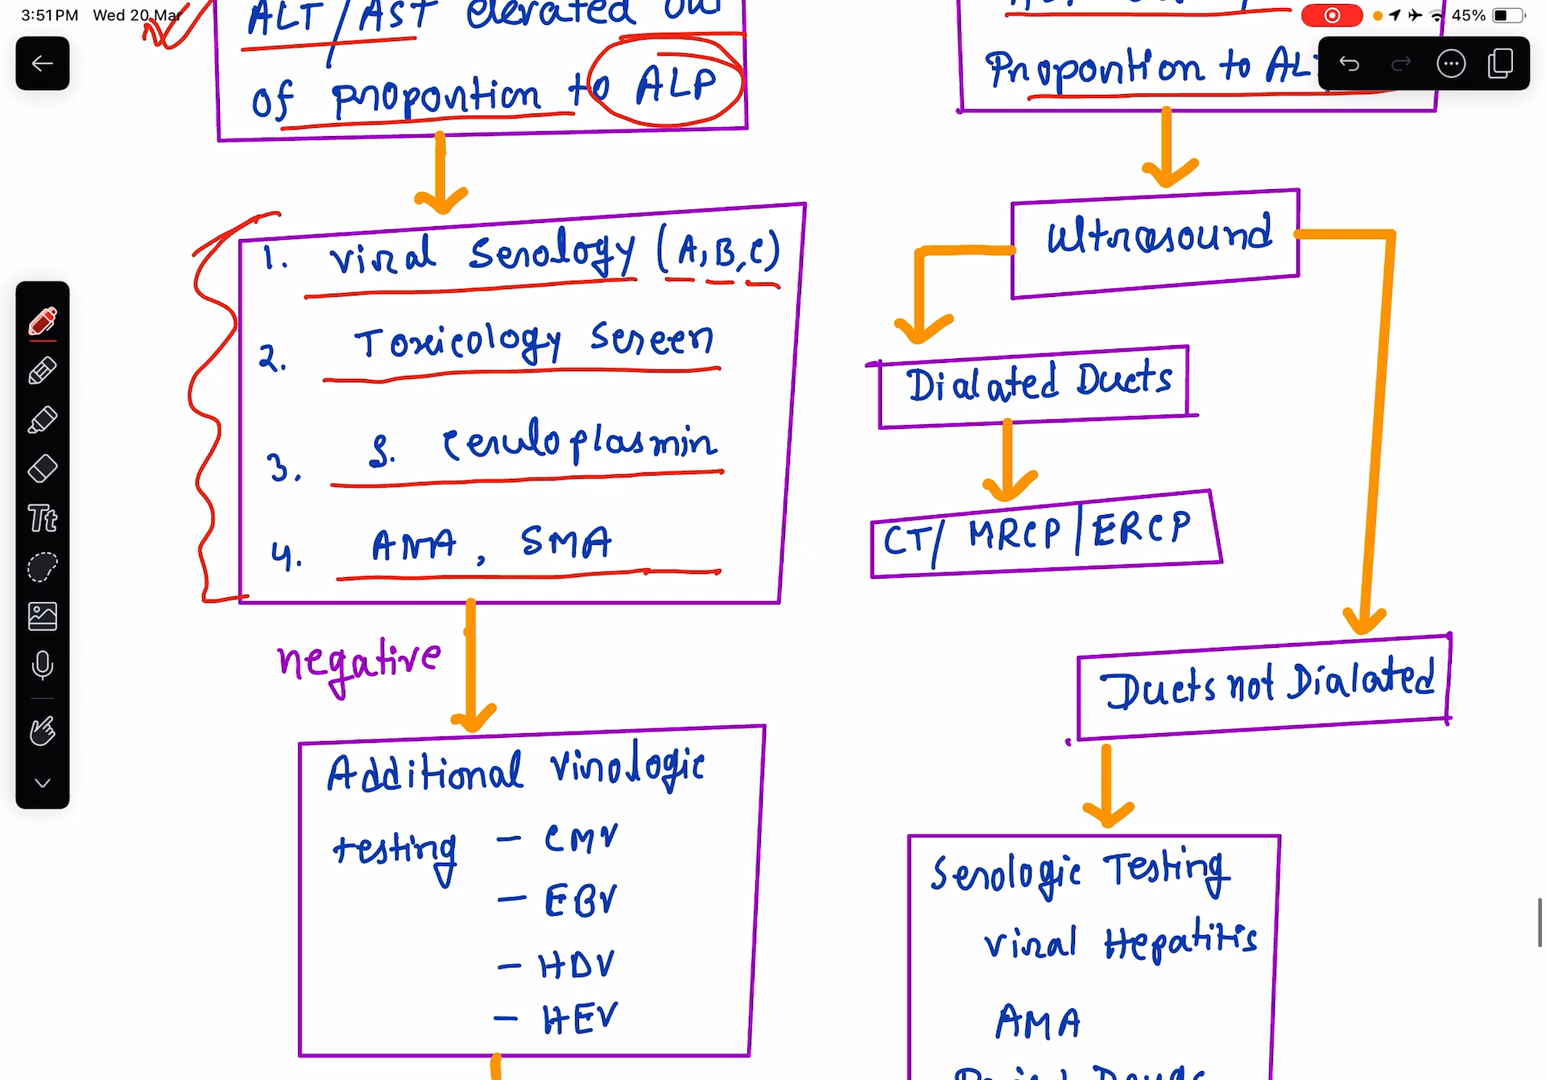 3:51PM Wed 20 Mar
45%
ALT/AST elevated out
of proportion to ALP
Proportion to AL
1. Viral Serology (A,B,C)
2. Toxicology Screen
3. S. Ceruloplasmin
4. ANA, SMA
negative
Additional Virologic
testing - CMV
- EBV
- HDV
- HEV
Ultrasound
Dialated Ducts
CT/ MRCP/ERCP
Ducts not Dialated
Serologic Testing
Viral Hepatitis
AMA
Tt